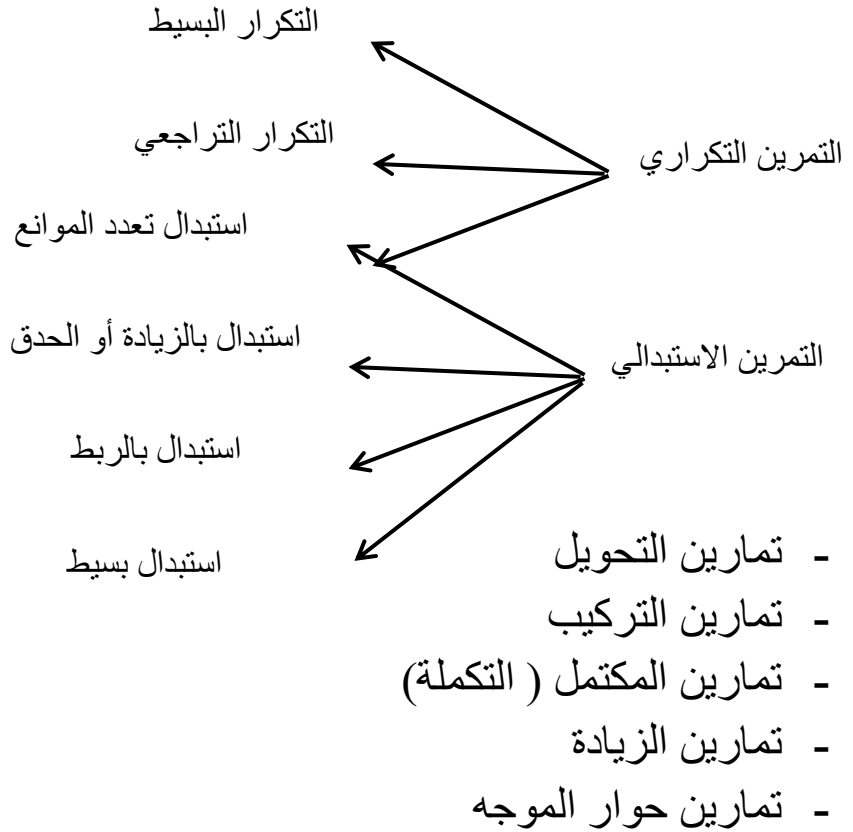 التكرار البسيط
التمرين التكراري
التكرار التراجعي
استبدال تعدد الموانع
التمرين الاستبدالي
استبدال بالزيادة أو الحدق
استبدال بالربط
استبدال بسيط
- تمارين التحويل
- تمارين التركيب
- تمارين المكتمل ( التكملة)
- تمارين الزيادة
- تمارين حوار الموجه